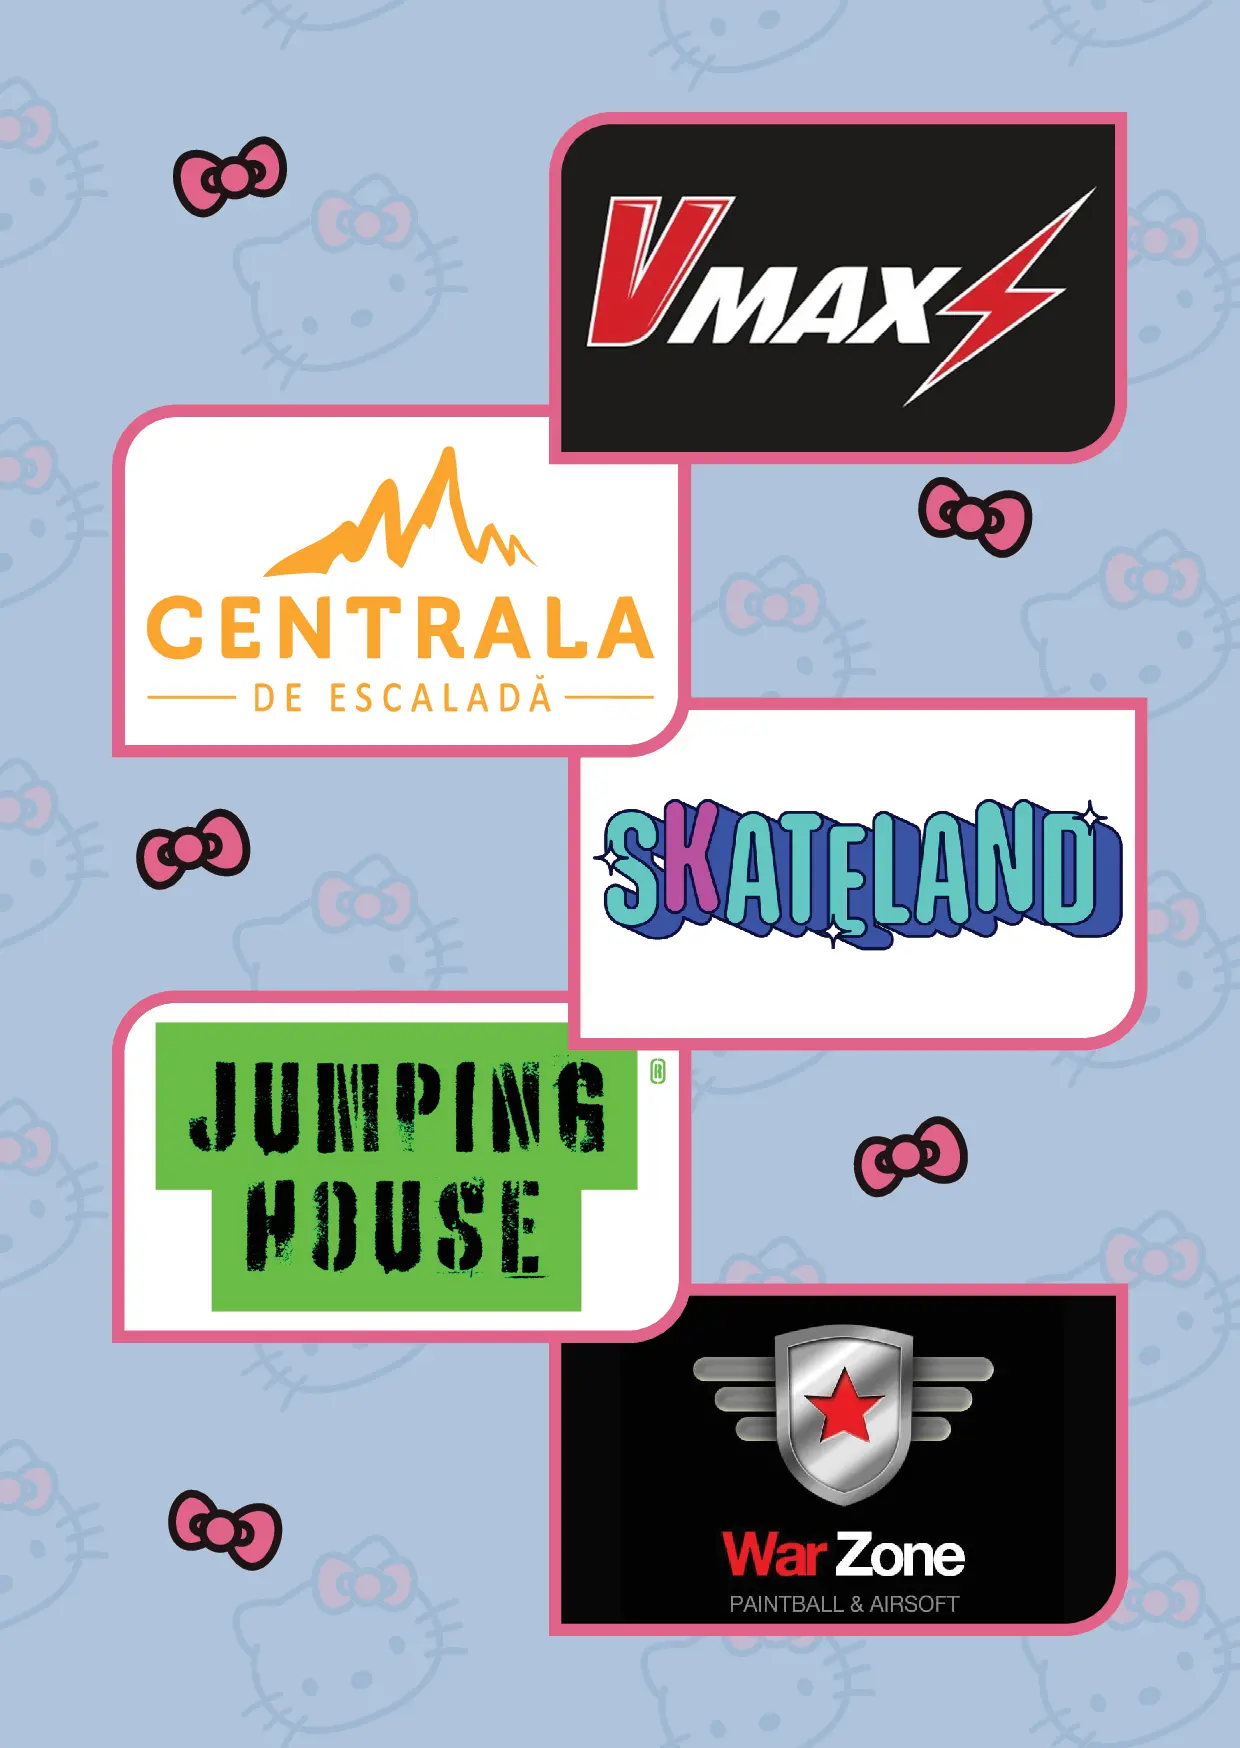 VMAX
CENTRALA
DE ESCALADĂ
SKATELAND
JUMPING
®
HOUSE
War Zone
PAINTBALL & AIRSOFT